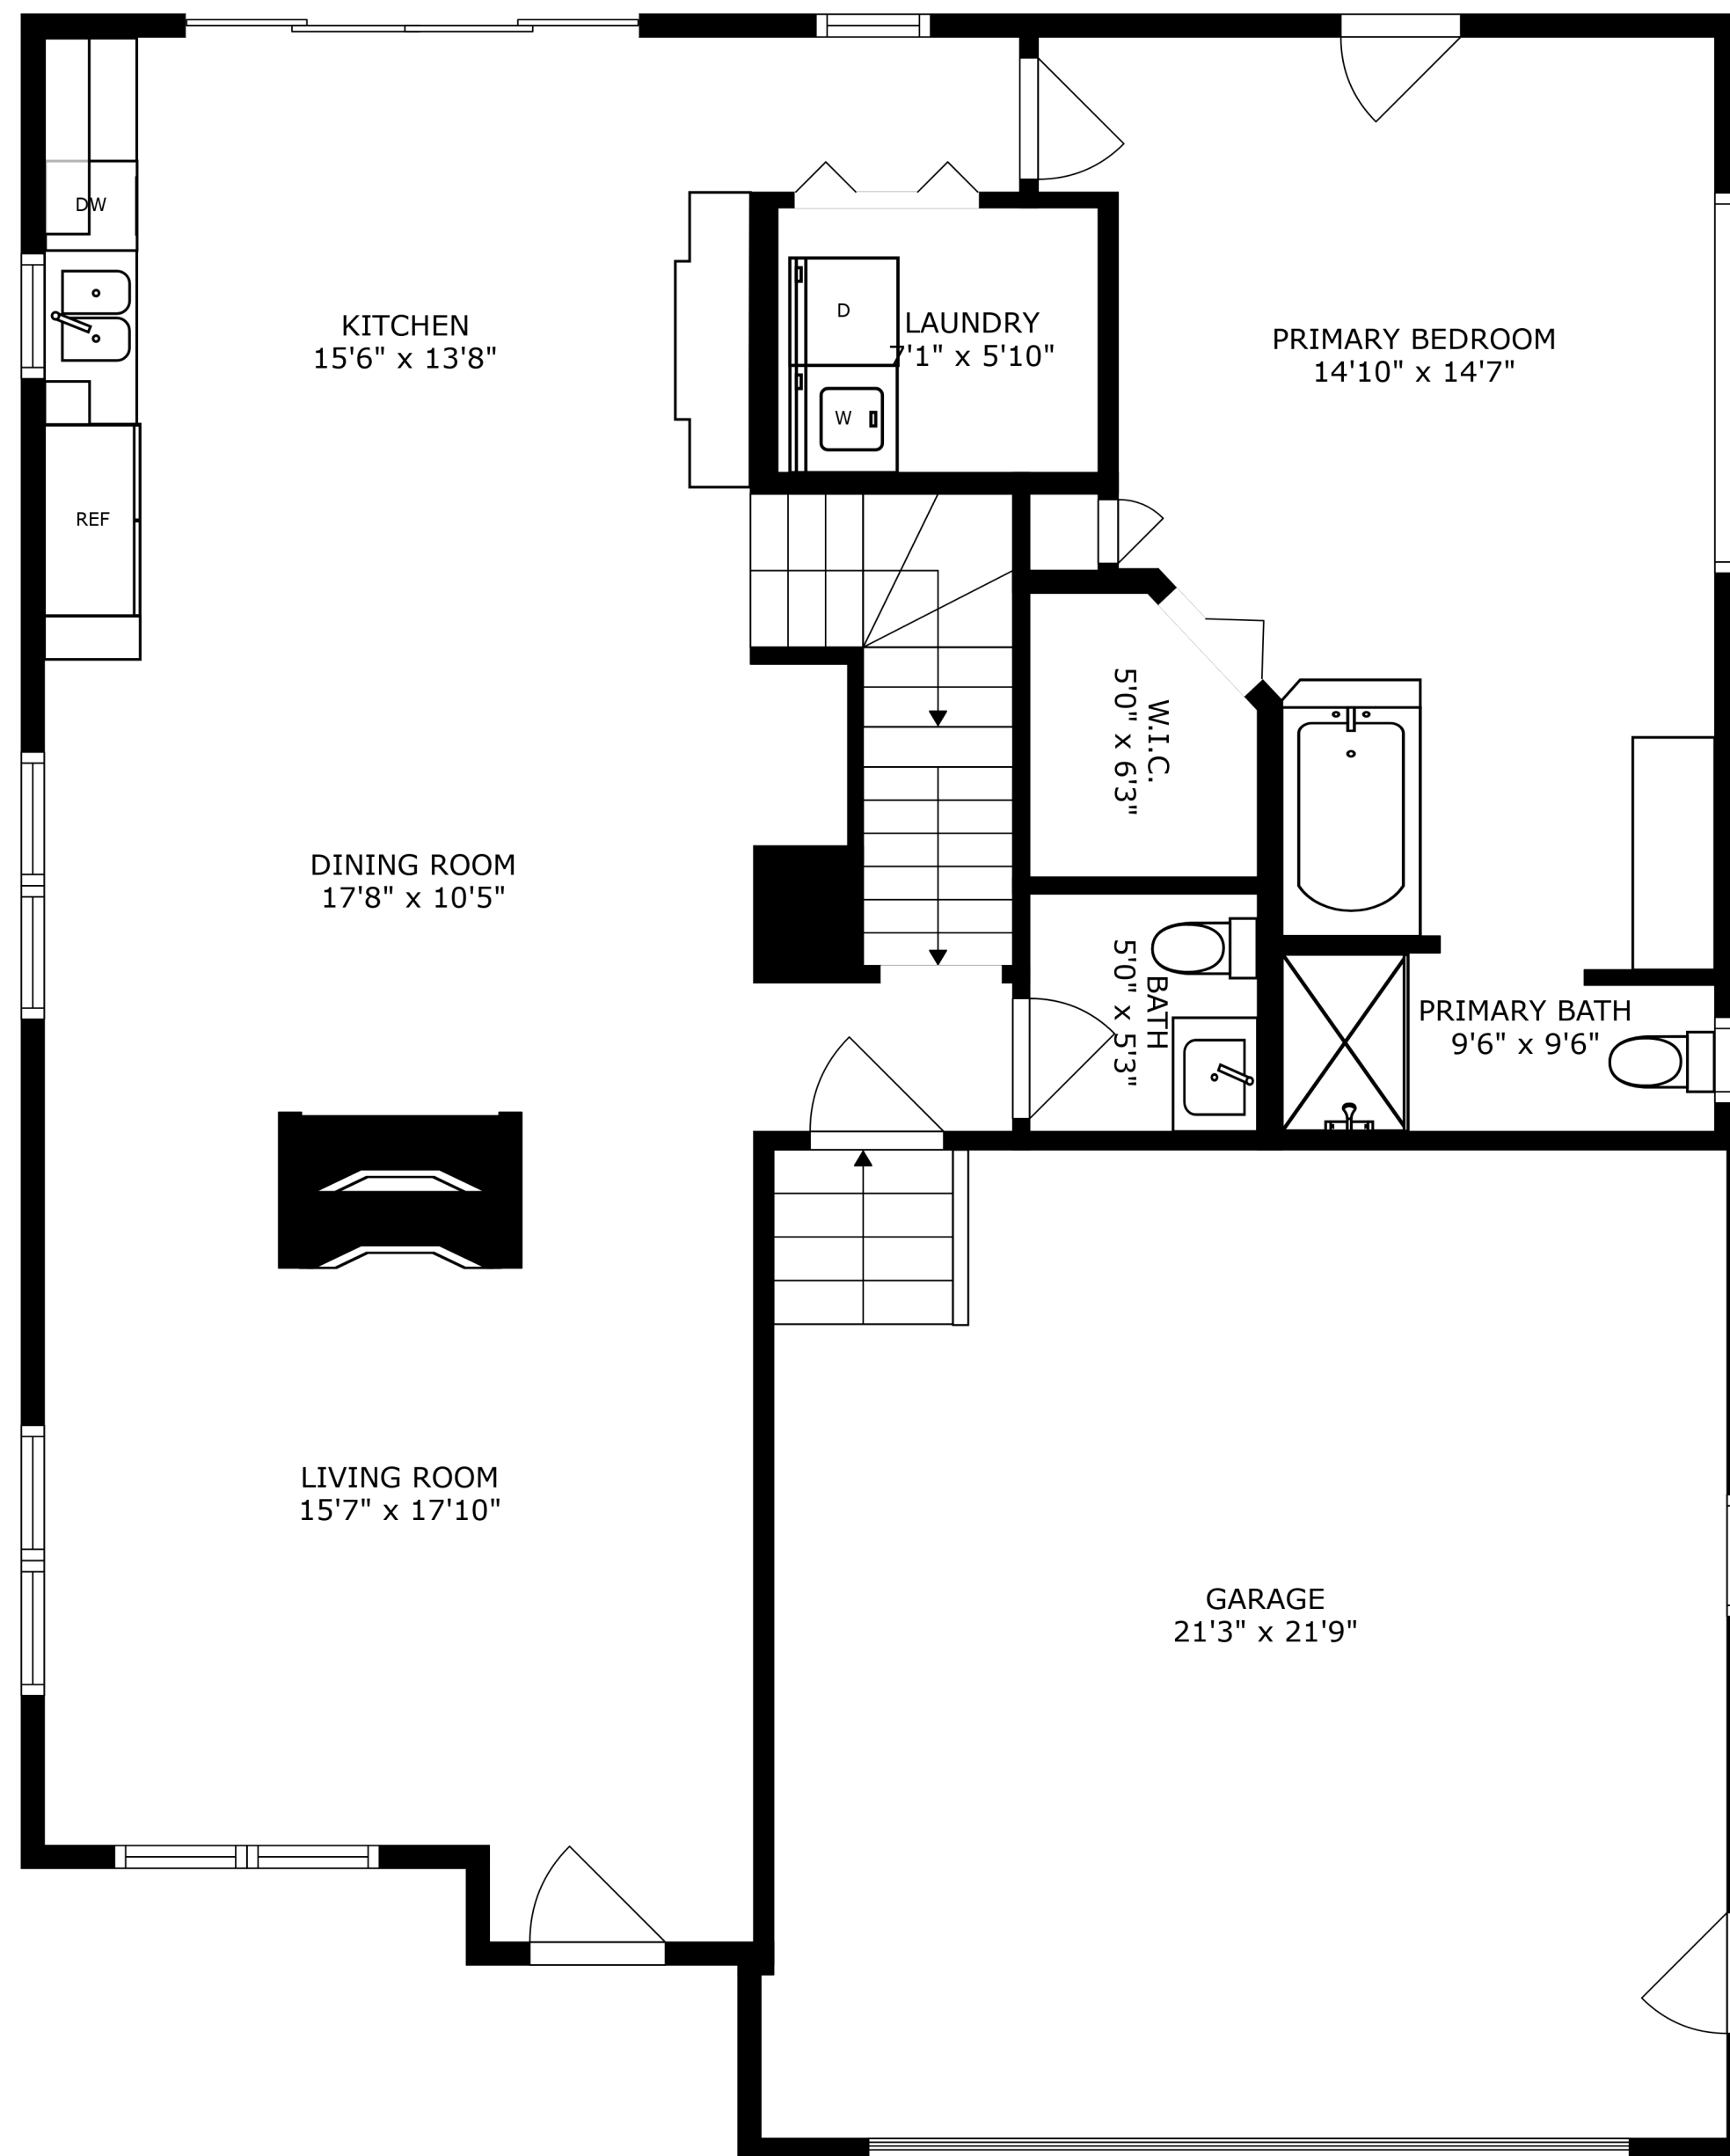 DW
KITCHEN
15'6" x 13'8"
D
LAUNDRY
7'1" x 5'10"
W
PRIMARY BEDROOM
14'10" x 14'7"
REF
W.I.C.
5'0" x 6'3"
DINING ROOM
17'8" x 10'5"
BATH
5'0" x 5'3"
PRIMARY BATH
9'6" x 9'6"
LIVING ROOM
15'7" x 17'10"
GARAGE
21'3" x 21'9"